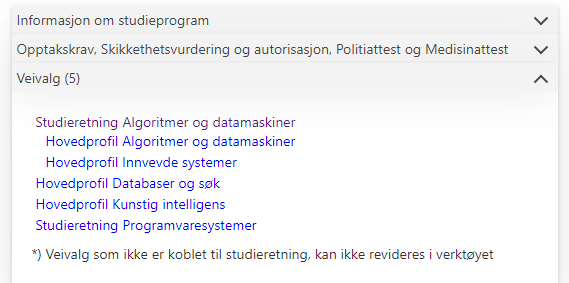 Informasjon om studieprogram
Opptakskrav, Skikkethetsvurdering og autorisasjon, Politiattest og Medisinattest
Veivalg (5)
Studieretning Algoritmer og datamaskiner
Hovedprofil Algoritmer og datamaskiner
Hovedprofil Innvevde systemer
Hovedprofil Databaser og søk
Hovedprofil Kunstig intelligens
Studieretning Programvaresystemer
*) Veivalg som ikke er koblet til studieretning, kan ikke revideres i verktøyet